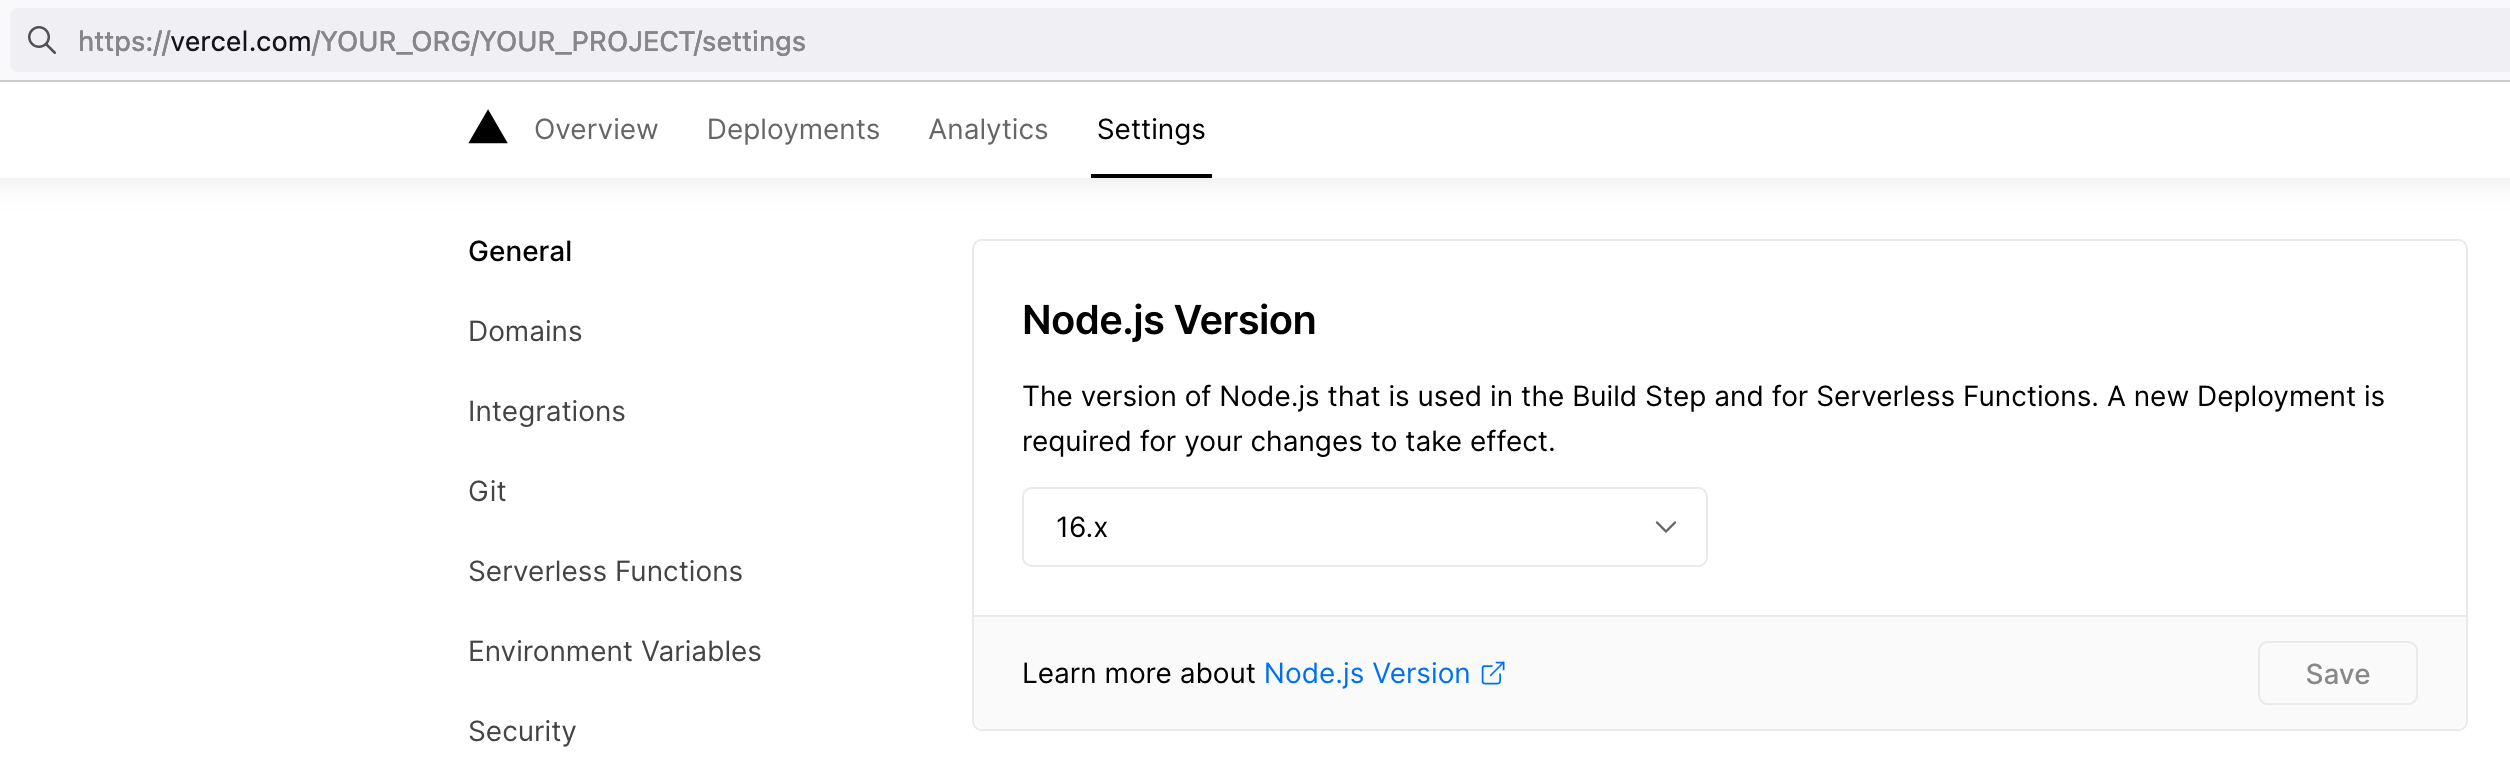 https://vercel.com/YOUR_ORG/YOUR_PROJECT/settings
Overview Deployments Analytics Settings
General
Domains
Integrations
Git
Serverless Functions
Environment Variables
Security
Node.js Version
The version of Node.js that is used in the Build Step and for Serverless Functions. A new Deployment is
required for your changes to take effect.
16.x
Learn more about Node.js Version
Save